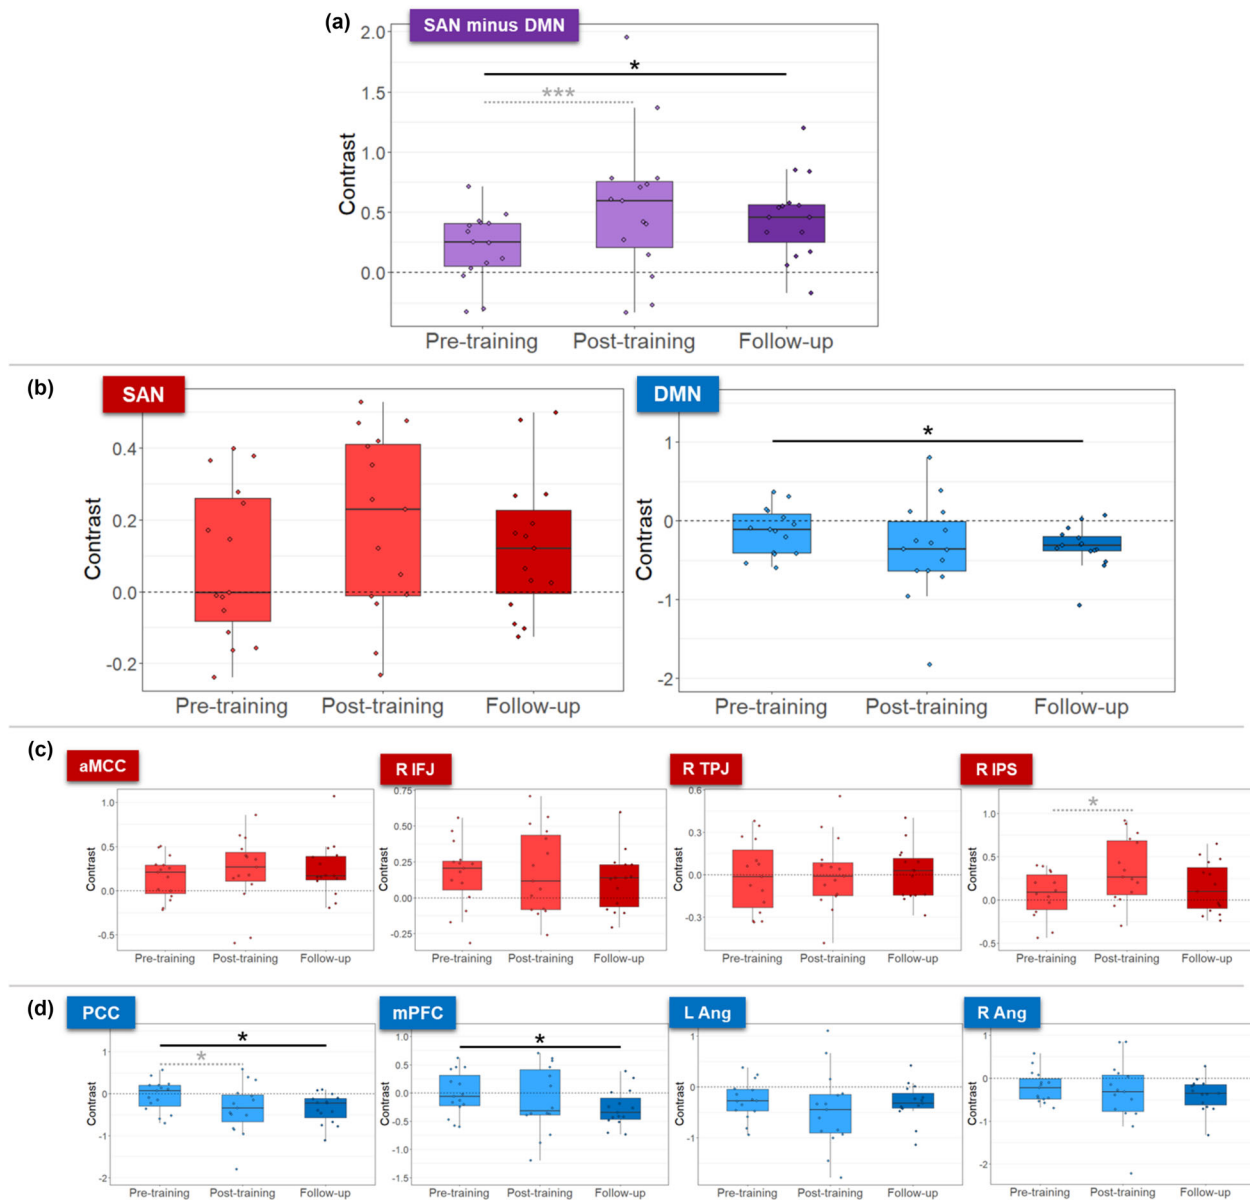 (a)
SAN minus DMN
2.0
1.5
1.0
0.5
0.0
Contrast
*
***
Pre-training Post-training Follow-up
(b)
SAN
0.4
0.2
0.0
-0.2
Contrast
Pre-training Post-training Follow-up
DMN
1
0
-1
-2
Contrast
*
Pre-training Post-training Follow-up
(c)
aMCC
1.0
0.5
0.0
-0.5
Contrast
Pre-training Post-training Follow-up
R IFJ
0.75
0.50
0.25
0.00
-0.25
Contrast
Pre-training Post-training Follow-up
R TPJ
0.6
0.3
0.0
-0.3
Contrast
Pre-training Post-training Follow-up
R IPS
1.0
0.5
0.0
-0.5
Contrast
*
Pre-training Post-training Follow-up
(d)
PCC
1
0
-1
-2
Contrast
*
*
Pre-training Post-training Follow-up
mPFC
1.0
0.5
0.0
-0.5
-1.0
-1.5
Contrast
*
Pre-training Post-training Follow-up
L Ang
1
0
-1
Contrast
Pre-training Post-training Follow-up
R Ang
1
0
-1
-2
Contrast
Pre-training Post-training Follow-up